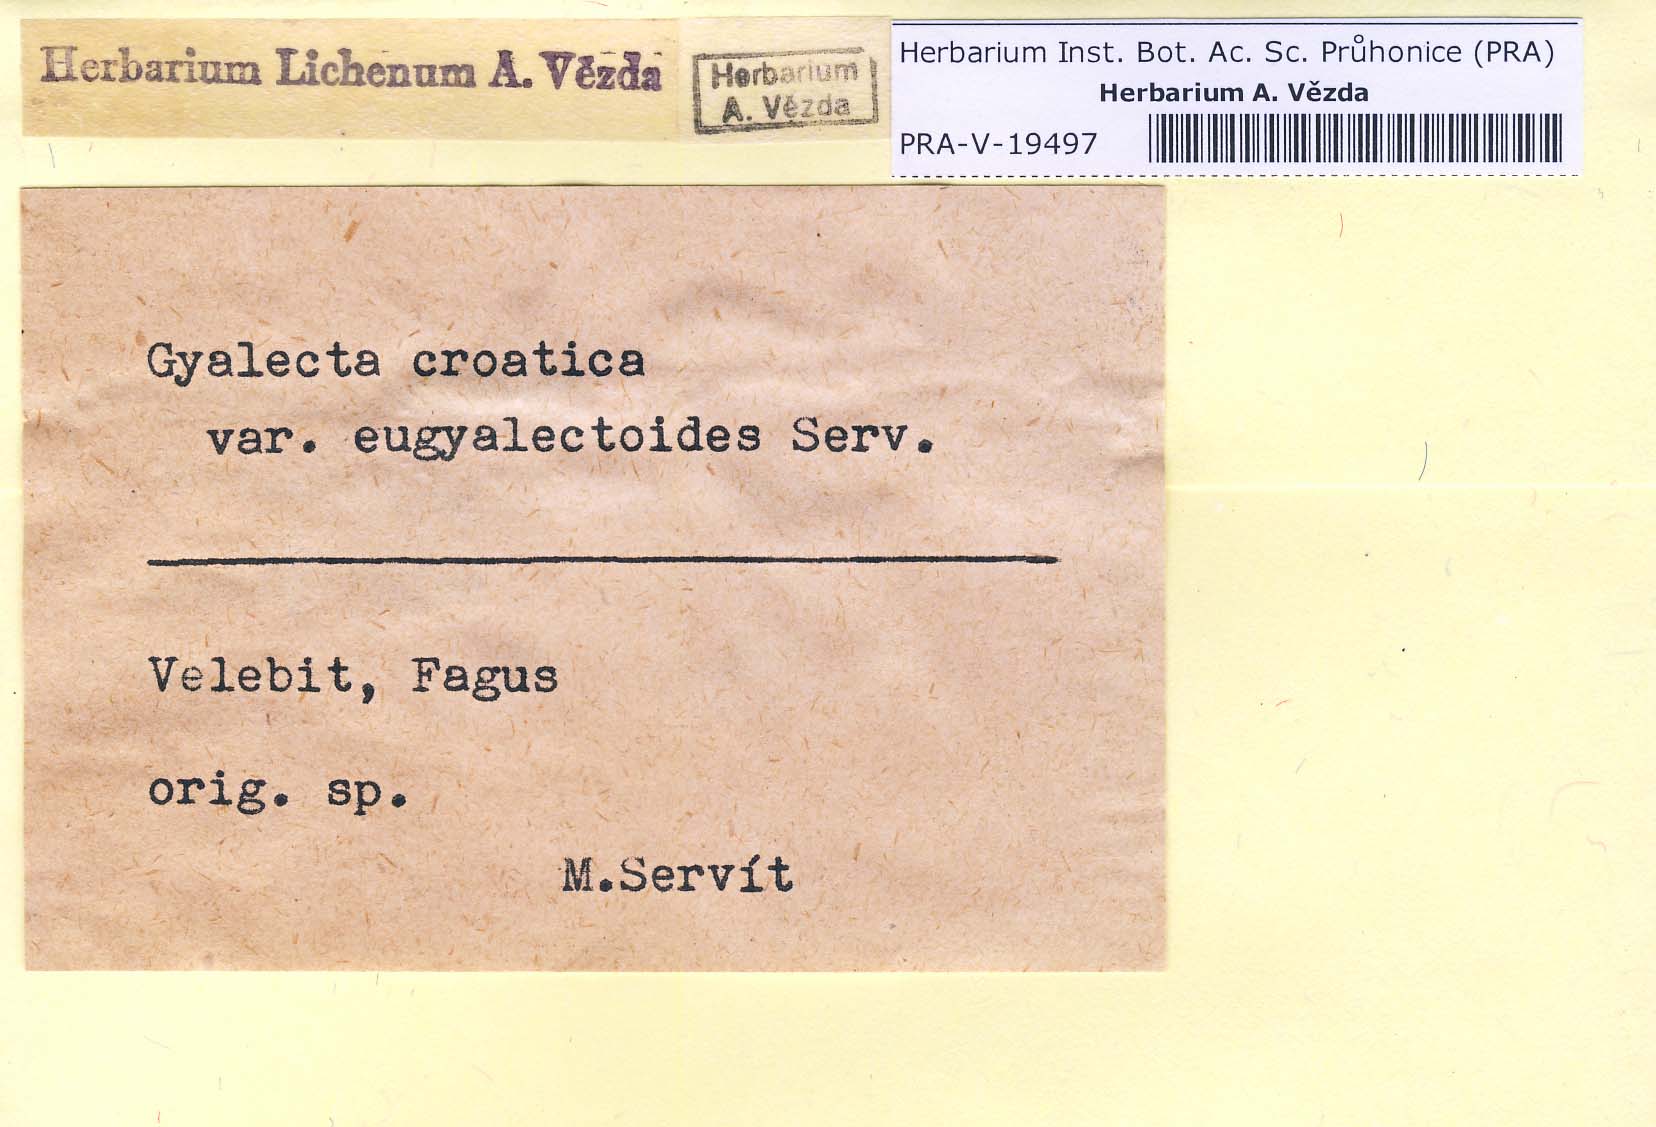 Herbarium Lichenum A. Vězda
Herbarium
A. Vězda
Herbarium Inst. Bot. Ac. Sc. Průhonice (PRA)
Herbarium A. Vězda
PRA-V-19497
Gyalecta croatica
var. eugyalectoides Serv.
Velebit, Fagus
orig. sp.
M.Servít